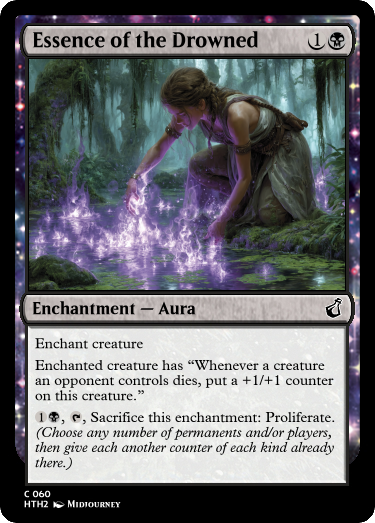 Essence of the Drowned 1
Enchantment — Aura
Enchant creature
Enchanted creature has “Whenever a creature
an opponent controls dies, put a +1/+1 counter
on this creature.”
1, , Sacrifice this enchantment: Proliferate.
(Choose any number of permanents and/or players,
then give each another counter of each kind already
there.)
C 060
HTH2 Midjourney